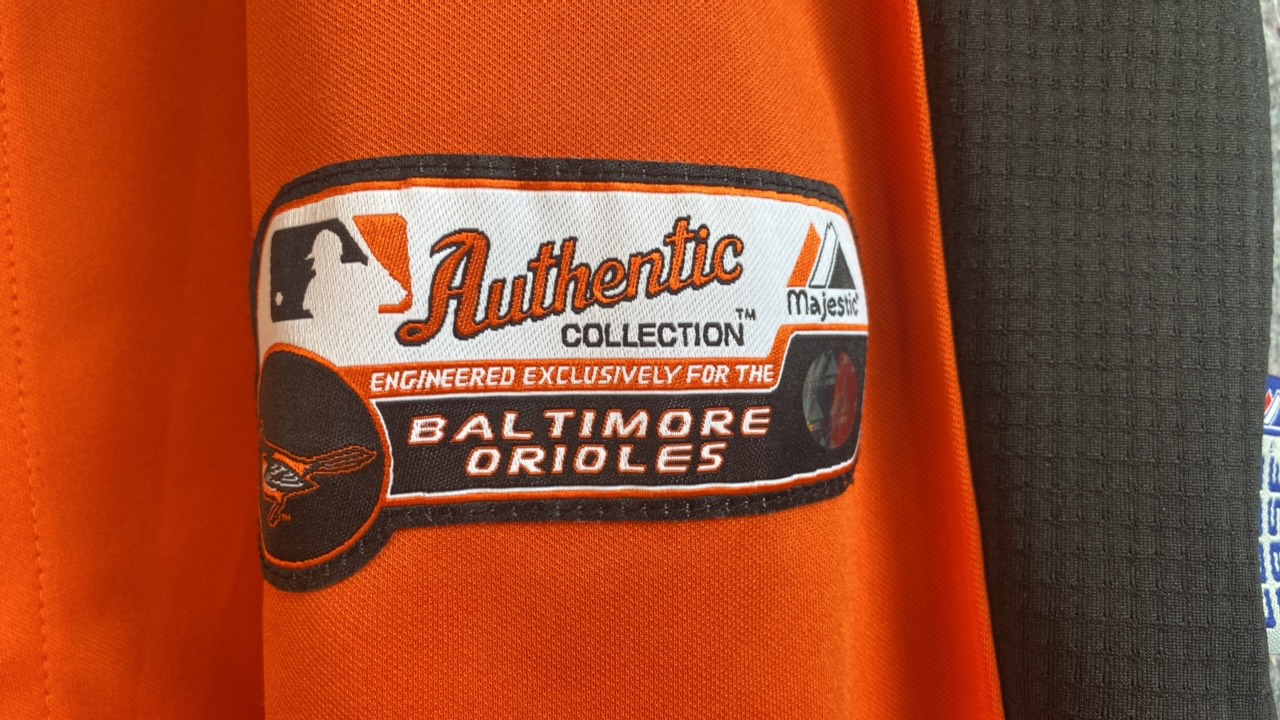 Authentic
COLLECTION™
Majestic®
ENGINEERED EXCLUSIVELY FOR THE
BALTIMORE
ORIOLES